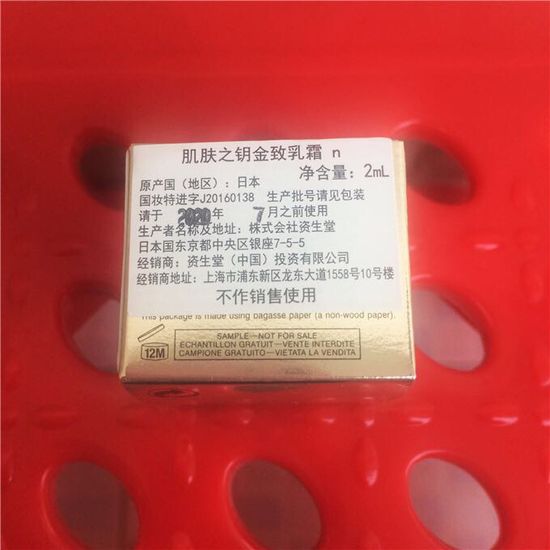 肌肤之钥金致乳霜 n
净含量：2mL
原产国（地区）：日本
国妆特进字J20160138 生产批号请见包装
请于 2020年 7月之前使用
生产者名称及地址：株式会社资生堂
日本国东京都中央区银座7-5-5
经销商：资生堂（中国）投资有限公司
经销商地址：上海市浦东新区龙东大道1558号10号楼
不作销售使用
This package is made using bagasse paper (a non-wood paper).
12M
SAMPLE-NOT FOR SALE
ECHANTILLON GRATUIT-VENTE INTERDITE
CAMPIONE GRATUITO-VIETATA LA VENDITA